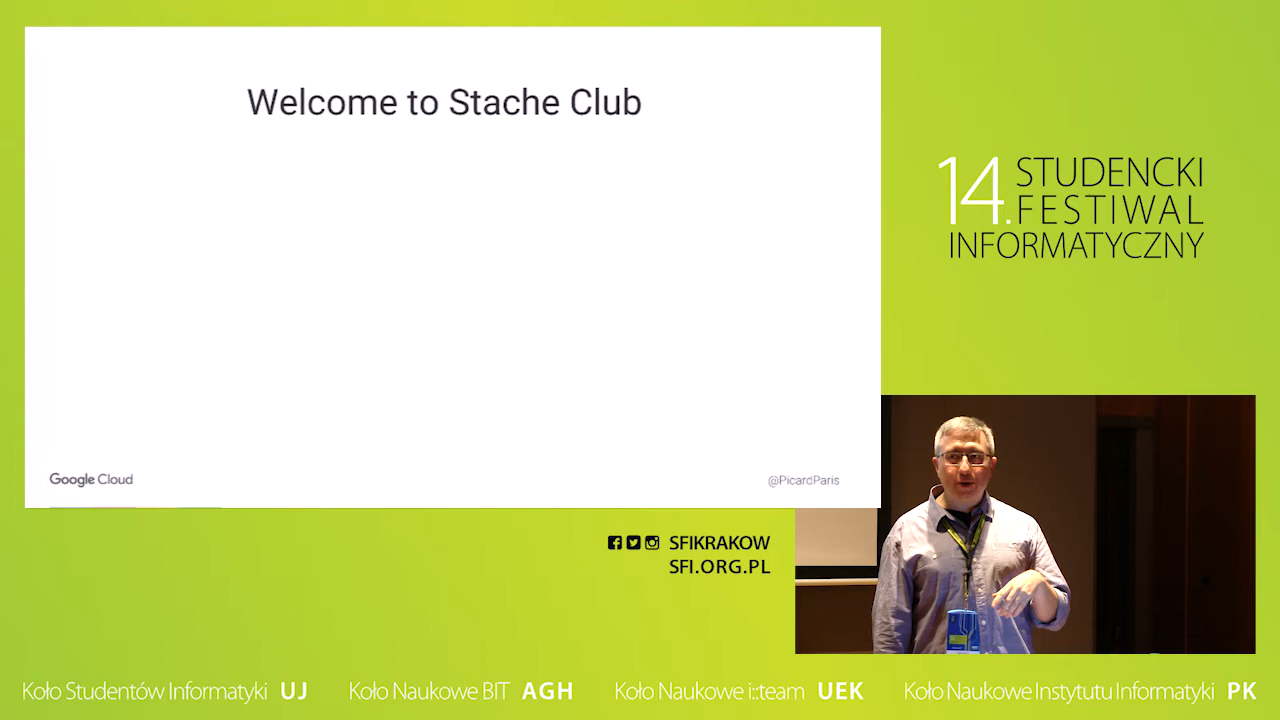 Welcome to Stache Club
Google Cloud
@PicardParis
14. STUDENCKI
FESTIWAL
INFORMATYCZNY
SFIKRAKOW
SFI.ORG.PL
Koło Studentów Informatyki UJ
Koło Naukowe BIT AGH
Koło Naukowe i::team UEK
Koło Naukowe Instytutu Informatyki PK